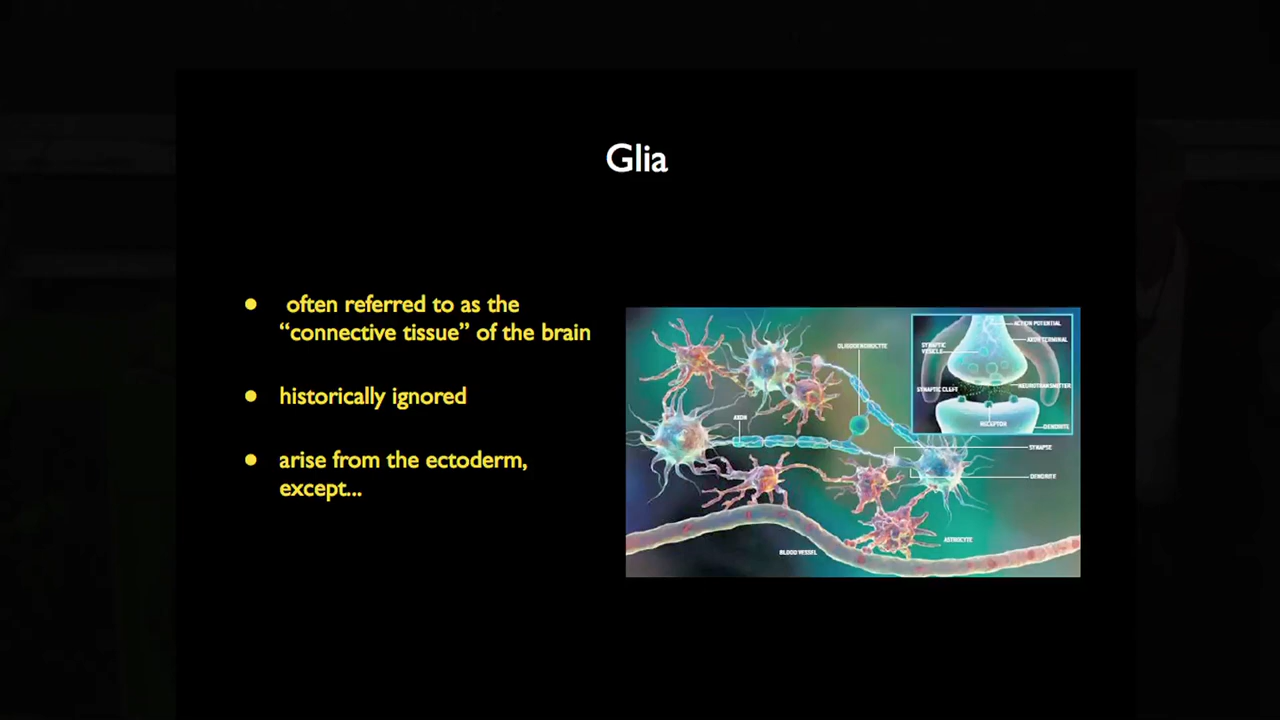 Glia
often referred to as the
“connective tissue” of the brain
historically ignored
arise from the ectoderm,
except...
OLIGODENDROCYTE
AXON
SYNAPSE
DENDRITE
ASTROCYTE
BLOOD VESSEL
ACTION POTENTIAL
AXON TERMINAL
SYNAPTIC
VESSICLE
NEUROTRANSMITTER
SYNAPTIC CLEFT
RECEPTOR
DENDRITE